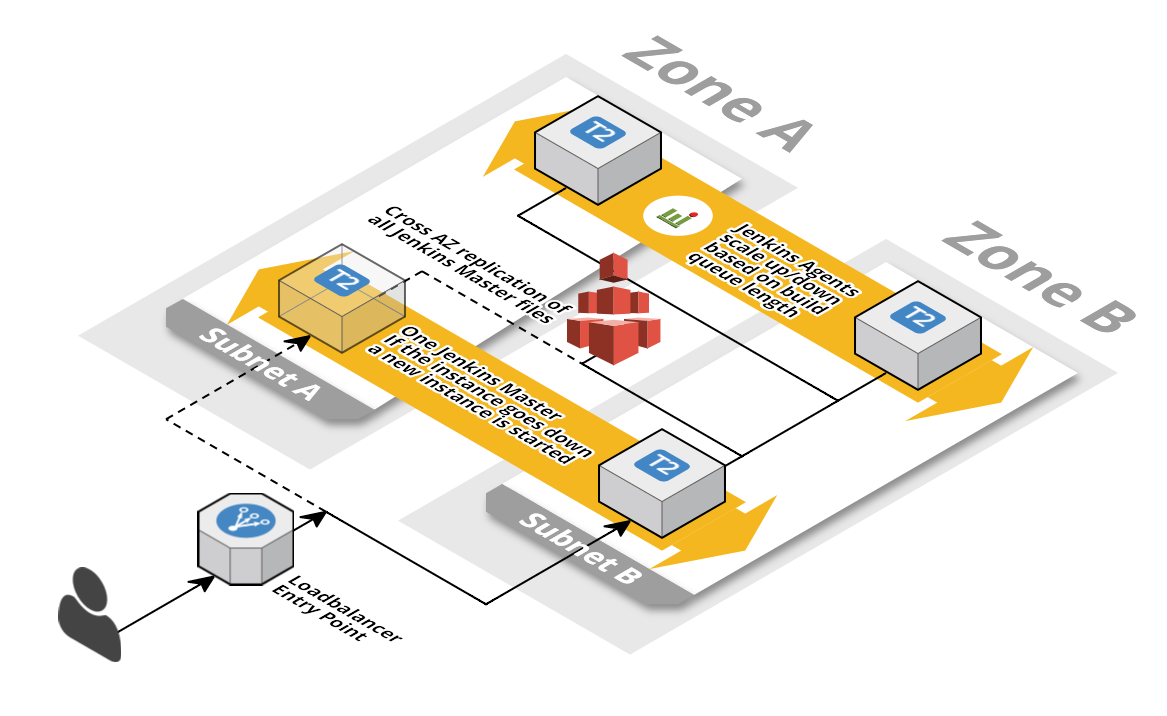 Zone A
Zone B
T2
Jenkins Agents
scale up/down
based on build
queue length
T2
Cross AZ replication of
all Jenkins Master files
T2
One Jenkins Master
If the instance goes down
a new instance is started
T2
Subnet A
Subnet B
Loadbalancer
Entry Point